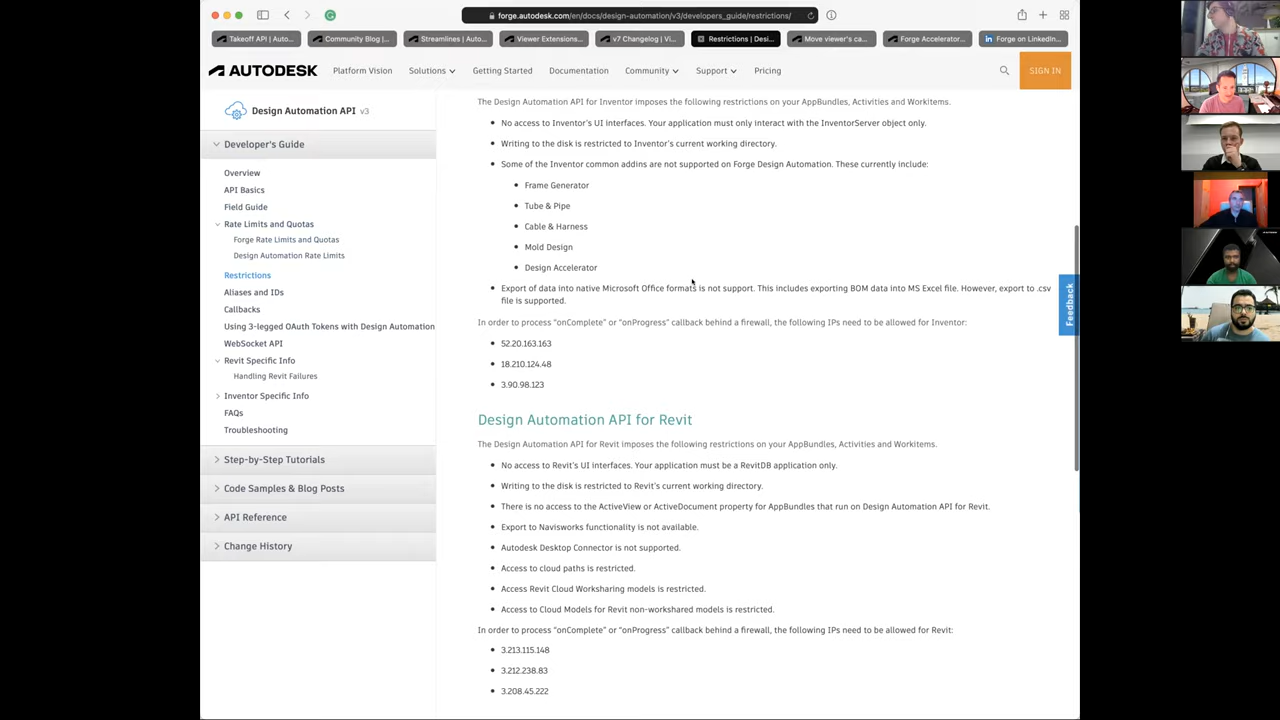 forge.autodesk.com/en/docs/design-automation/v3/developers_guide/restrictions/
Takeoff API | Auto...
Community Blog |...
Streamlines | Auto...
Viewer Extensions...
v7 Changelog | Vi...
Restrictions | Desi...
Move viewer's ca...
Forge Accelerator...
Forge on LinkedIn...
AUTODESK
Platform Vision
Solutions
Getting Started
Documentation
Community
Support
Pricing
SIGN IN
Design Automation API v3
Developer's Guide
Overview
API Basics
Field Guide
Rate Limits and Quotas
Forge Rate Limits and Quotas
Design Automation Rate Limits
Restrictions
Aliases and IDs
Callbacks
Using 3-legged OAuth Tokens with Design Automation
WebSocket API
Revit Specific Info
Handling Revit Failures
Inventor Specific Info
FAQs
Troubleshooting
Step-by-Step Tutorials
Code Samples & Blog Posts
API Reference
Change History
The Design Automation API for Inventor imposes the following restrictions on your AppBundles, Activities and Workitems.
No access to Inventor's UI interfaces. Your application must only interact with the InventorServer object only.
Writing to the disk is restricted to Inventor's current working directory.
Some of the Inventor common addins are not supported on Forge Design Automation. These currently include:
Frame Generator
Tube & Pipe
Cable & Harness
Mold Design
Design Accelerator
Export of data into native Microsoft Office formats is not support. This includes exporting BOM data into MS Excel file. However, export to .csv
file is supported.
In order to process "onComplete" or "onProgress" callback behind a firewall, the following IPs need to be allowed for Inventor:
52.20.163.163
18.210.124.48
3.90.98.123
Design Automation API for Revit
The Design Automation API for Revit imposes the following restrictions on your AppBundles, Activities and Workitems.
No access to Revit's UI interfaces. Your application must be a RevitDB application only.
Writing to the disk is restricted to Revit's current working directory.
There is no access to the ActiveView or ActiveDocument property for AppBundles that run on Design Automation API for Revit.
Export to Navisworks functionality is not available.
Autodesk Desktop Connector is not supported.
Access to cloud paths is restricted.
Access Revit Cloud Worksharing models is restricted.
Access to Cloud Models for Revit non-workshared models is restricted.
In order to process "onComplete" or "onProgress" callback behind a firewall, the following IPs need to be allowed for Revit:
3.213.115.148
3.212.238.83
3.208.45.222
Feedback